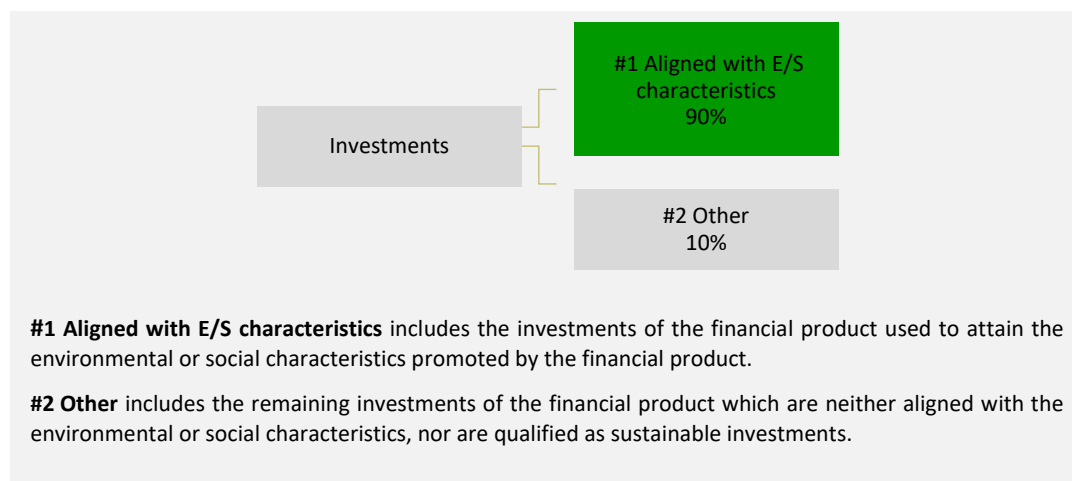 #1 Aligned with E/S
characteristics
90%
Investments
#2 Other
10%
#1 Aligned with E/S characteristics includes the investments of the financial product used to attain the
environmental or social characteristics promoted by the financial product.
#2 Other includes the remaining investments of the financial product which are neither aligned with the
environmental or social characteristics, nor are qualified as sustainable investments.